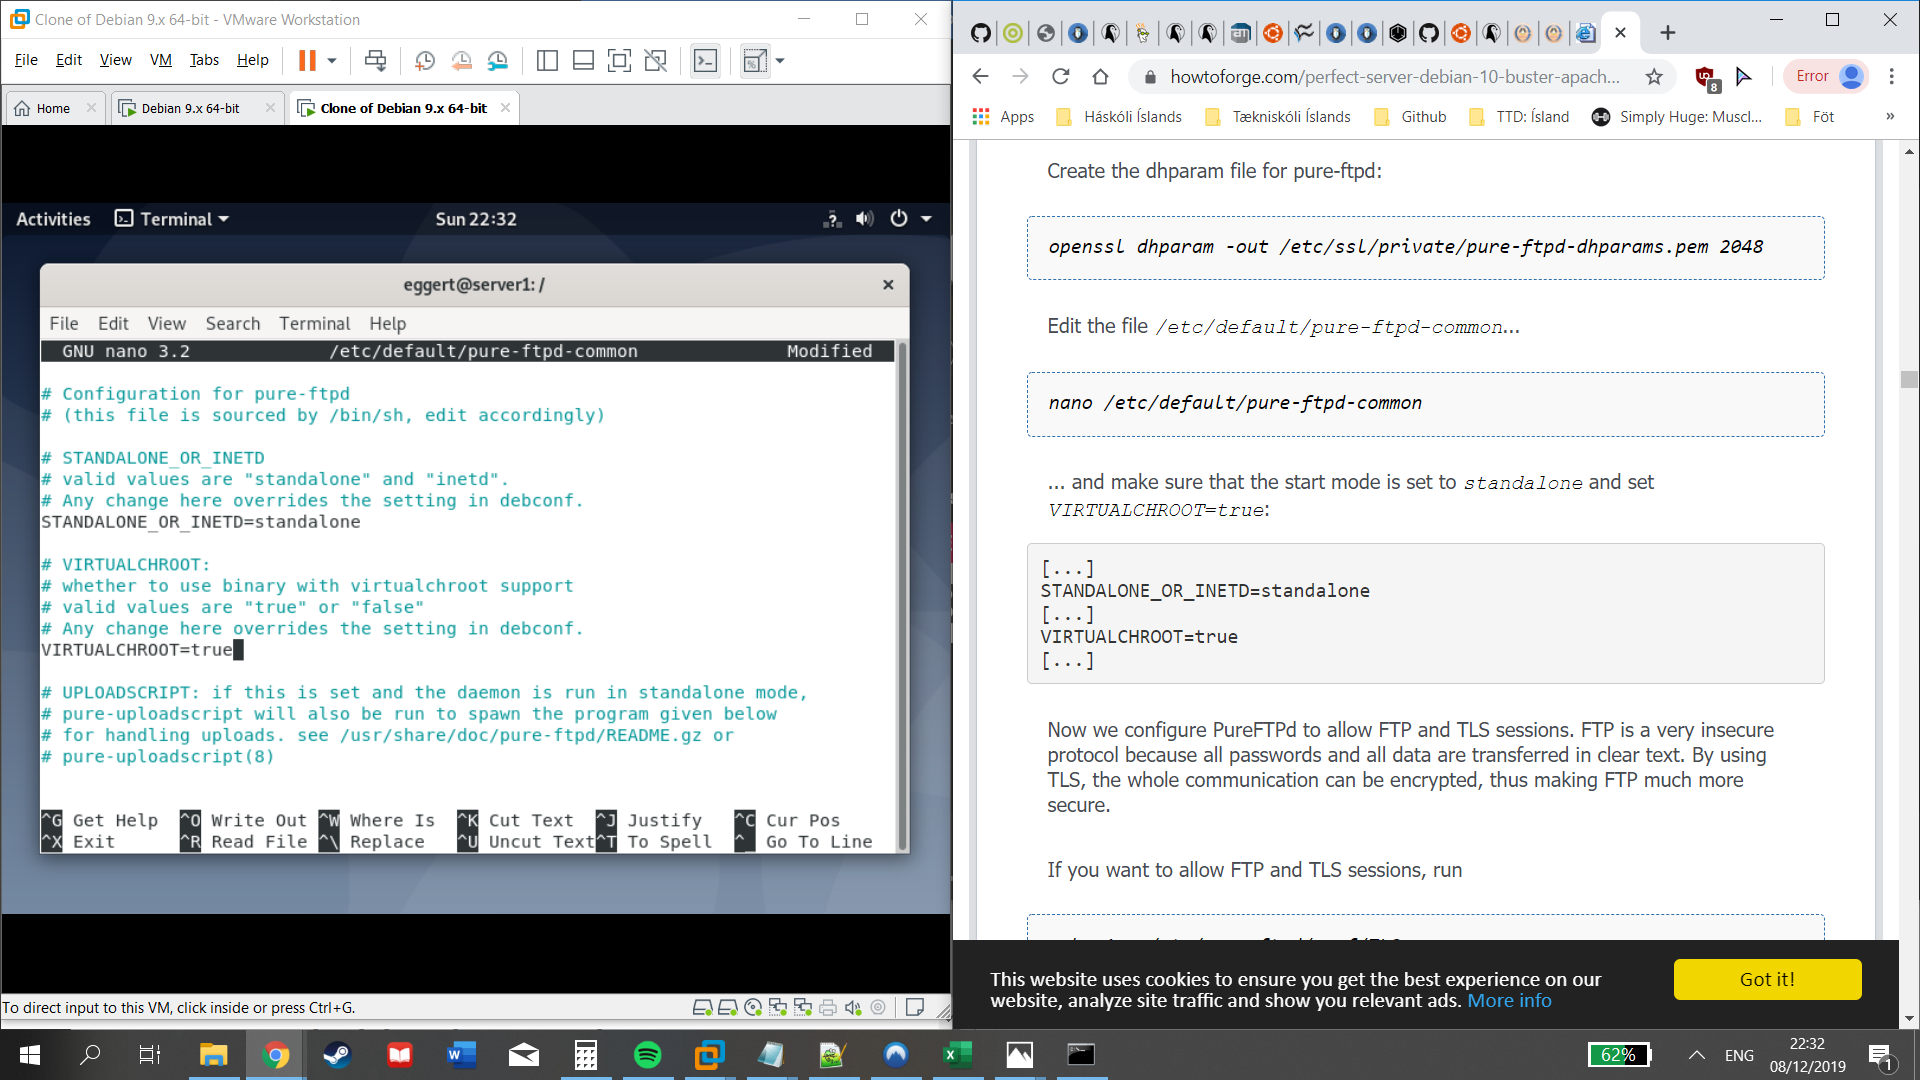 Clone of Debian 9.x 64-bit - VMware Workstation
File Edit View VM Tabs Help
Home
Debian 9.x 64-bit
Clone of Debian 9.x 64-bit
Activities
Terminal
Sun 22:32
eggert@server1: /
File Edit View Search Terminal Help
GNU nano 3.2 /etc/default/pure-ftpd-common Modified
# Configuration for pure-ftpd
# (this file is sourced by /bin/sh, edit accordingly)
# STANDALONE_OR_INETD
# valid values are "standalone" and "inetd".
# Any change here overrides the setting in debconf.
STANDALONE_OR_INETD=standalone
# VIRTUALCHROOT:
# whether to use binary with virtualchroot support
# valid values are "true" or "false"
# Any change here overrides the setting in debconf.
VIRTUALCHROOT=true
# UPLOADSCRIPT: if this is set and the daemon is run in standalone mode,
# pure-uploadscript will also be run to spawn the program given below
# for handling uploads. see /usr/share/doc/pure-ftpd/README.gz or
# pure-uploadscript(8)
^G Get Help ^O Write Out ^W Where Is ^K Cut Text ^J Justify ^C Cur Pos
^X Exit ^R Read File ^\ Replace ^U Uncut Text ^T To Spell ^_ Go To Line
To direct input to this VM, click inside or press Ctrl+G.
howtoforge.com/perfect-server-debian-10-buster-apach...
8
Error
Apps
Háskóli Íslands
Tækniskóli Íslands
Github
TTD: Ísland
Simply Huge: Muscl...
Föt
»
Create the dhparam file for pure-ftpd:
openssl dhparam -out /etc/ssl/private/pure-ftpd-dhparams.pem 2048
Edit the file /etc/default/pure-ftpd-common...
nano /etc/default/pure-ftpd-common
... and make sure that the start mode is set to standalone and set
VIRTUALCHROOT=true:
[...]
STANDALONE_OR_INETD=standalone
[...]
VIRTUALCHROOT=true
[...]
Now we configure PureFTPd to allow FTP and TLS sessions. FTP is a very insecure
protocol because all passwords and all data are transferred in clear text. By using
TLS, the whole communication can be encrypted, thus making FTP much more
secure.
If you want to allow FTP and TLS sessions, run
This website uses cookies to ensure you get the best experience on our
website, analyze site traffic and show you relevant ads. More info
Got it!
62%
ENG
22:32
08/12/2019
1